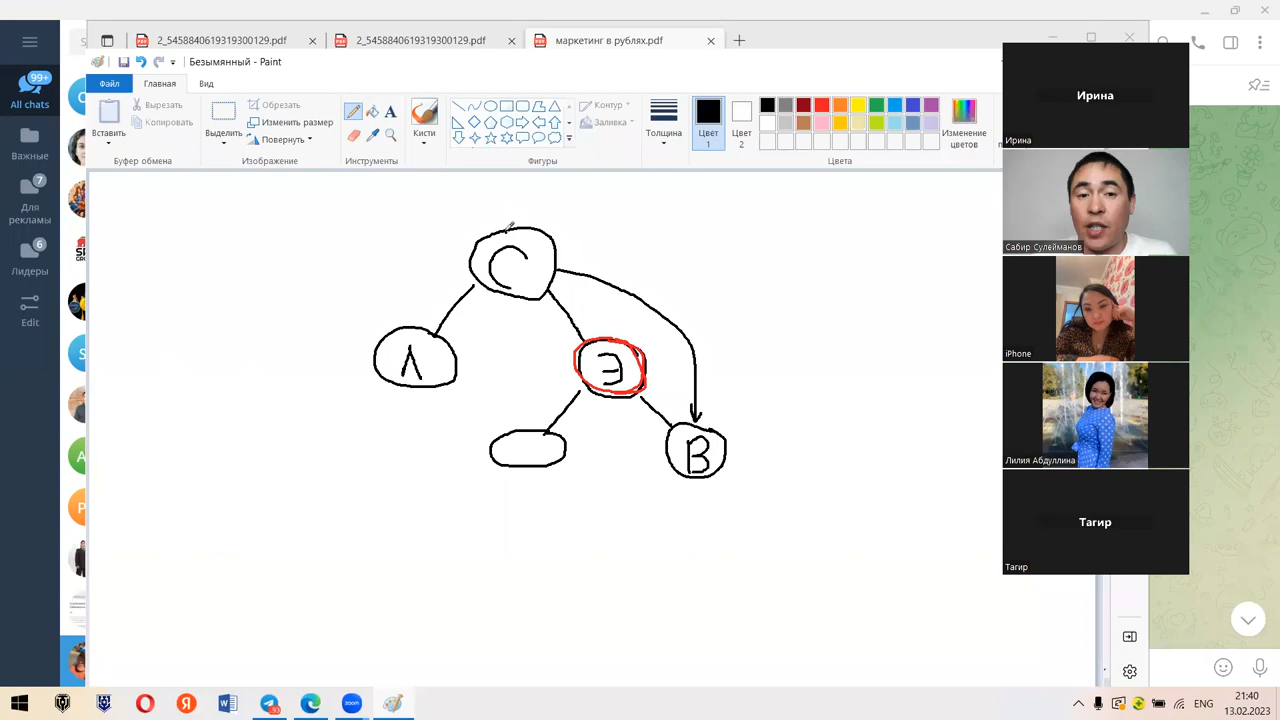 2_5458840619319300129.pdf
маркетинг в рублях.pdf
Безымянный - Paint
Файл
Главная
Вид
Вставить
Вырезать
Копировать
Буфер обмена
Выделить
Обрезать
Изменить размер
Повернуть
Изображение
Инструменты
Кисти
Фигуры
Контур
Заливка
Толщина
Цвет 1
Цвет 2
Изменение цветов
Цвета
99+
All chats
Важные
7
Для рекламы
6
Лидеры
Edit
С
Л
Э
В
Ирина
Ирина
Сабир Сулейманов
iPhone
Лилия Абдуллина
Тагир
Тагир
W
zoom
ENG
21:40
13.02.2023